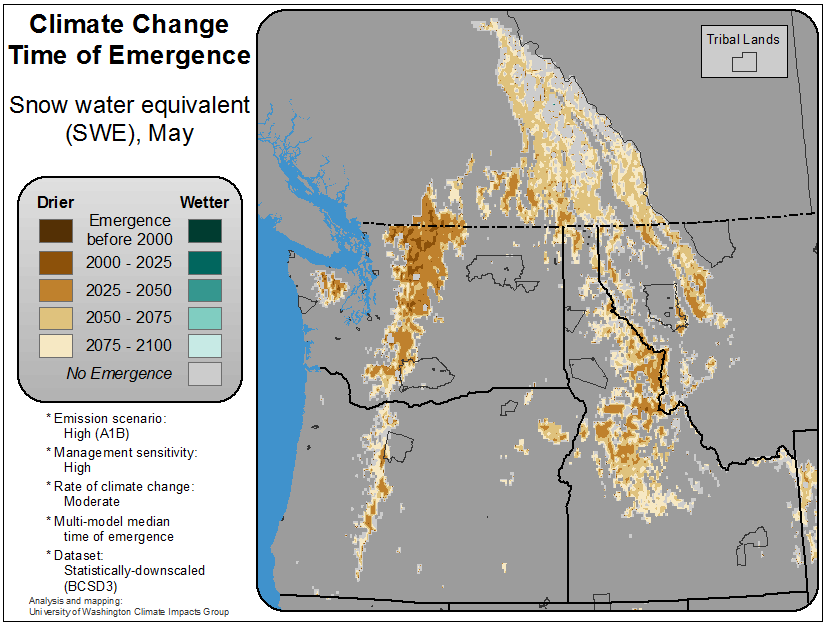 Climate Change
Time of Emergence
Snow water equivalent
(SWE), May
Drier Wetter
Emergence
before 2000
2000 - 2025
2025 - 2050
2050 - 2075
2075 - 2100
No Emergence
* Emission scenario:
High (A1B)
* Management sensitivity:
High
* Rate of climate change:
Moderate
* Multi-model median
time of emergence
* Dataset:
Statistically-downscaled
(BCSD3)
Analysis and mapping:
University of Washington Climate Impacts Group
Tribal Lands